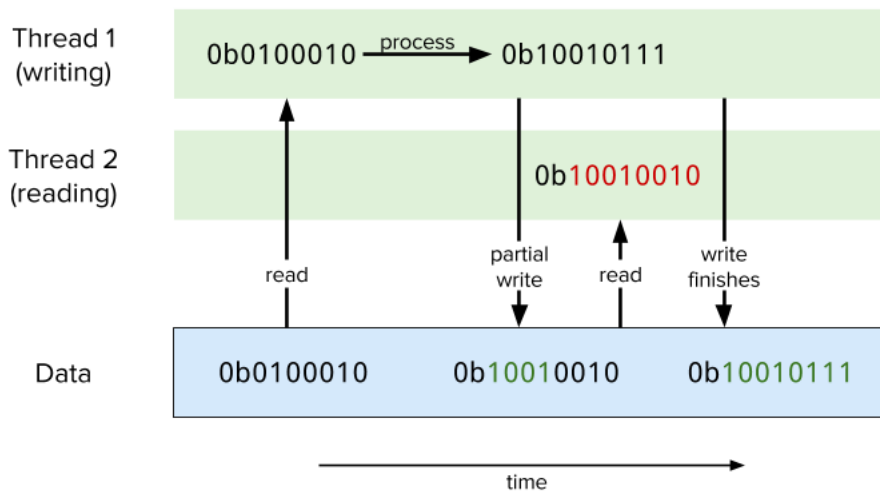 Thread 1
(writing)
0b0100010
process
0b10010111
Thread 2
(reading)
0b10010010
read
partial
write
read
write
finishes
Data
0b0100010
0b10010010
0b10010111
time